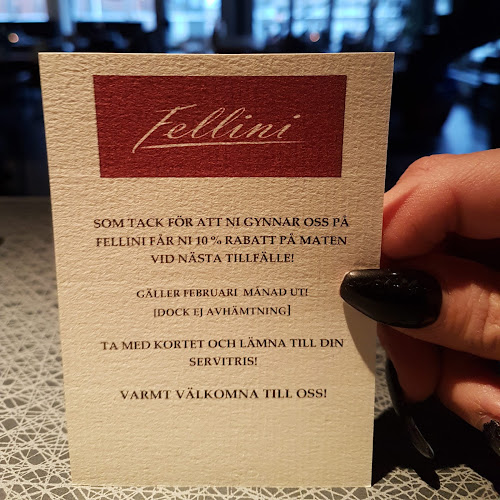 Fellini
SOM TACK FÖR ATT NI GYNNAR OSS PÅ
FELLINI FÅR NI 10 % RABATT PÅ MATEN
VID NÄSTA TILLFÄLLE!
GÄLLER FEBRUARI MÅNAD UT!
[DOCK EJ AVHÄMTNING]
TA MED KORTET OCH LÄMNA TILL DIN
SERVITRIS!
VARMT VÄLKOMNA TILL OSS!